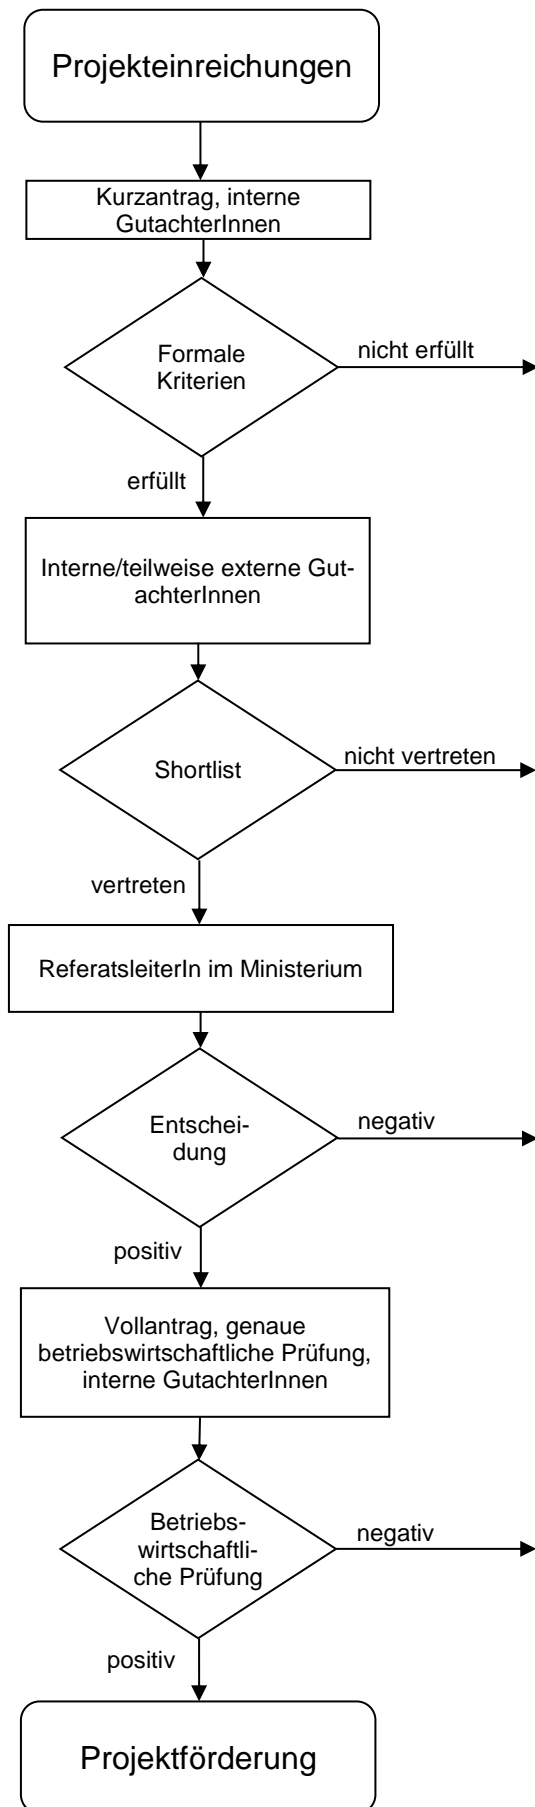 Projekteinreichungen
Kurzantrag, interne
GutachterInnen
Formale
Kriterien
nicht erfüllt
erfüllt
Interne/teilweise externe Gut-
achterInnen
Shortlist
nicht vertreten
vertreten
ReferatsleiterIn im Ministerium
Entschei-
dung
negativ
positiv
Vollantrag, genaue
betriebswirtschaftliche Prüfung,
interne GutachterInnen
Betriebs-
wirtschaftli-
che Prüfung
negativ
positiv
Projektförderung